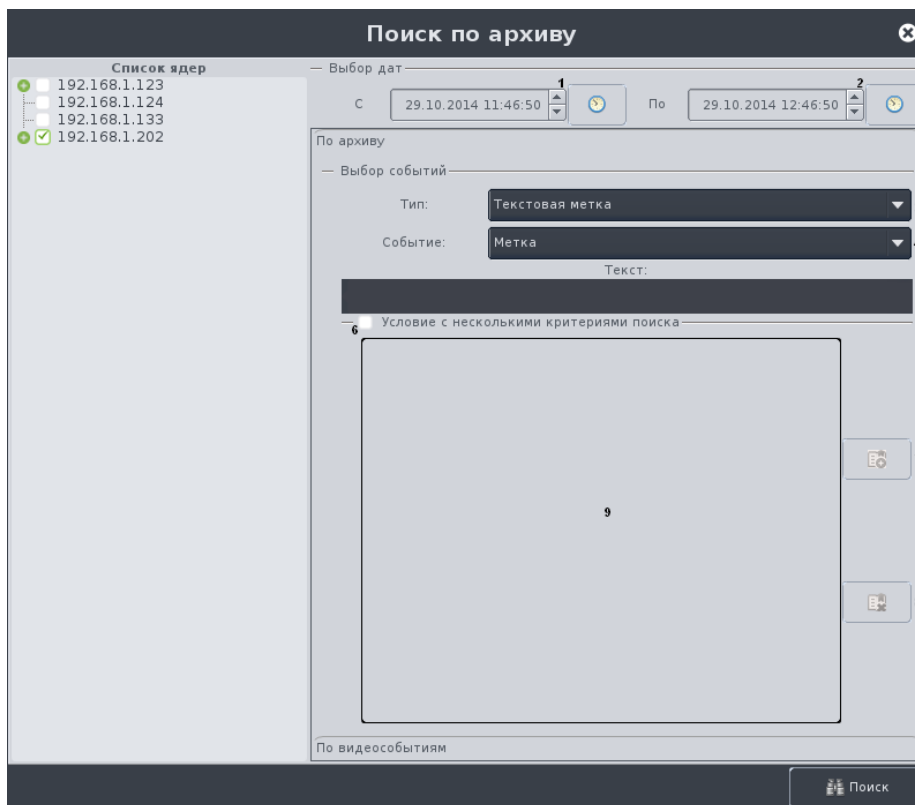 Поиск по архиву
Список ядер
192.168.1.123
192.168.1.124
192.168.1.133
192.168.1.202
Выбор дат
1
2
С 29.10.2014 11:46:50 По 29.10.2014 12:46:50
По архиву
Выбор событий
Тип: Текстовая метка
Событие: Метка
Текст:
6 Условие с несколькими критериями поиска
9
По видеособытиям
Поиск